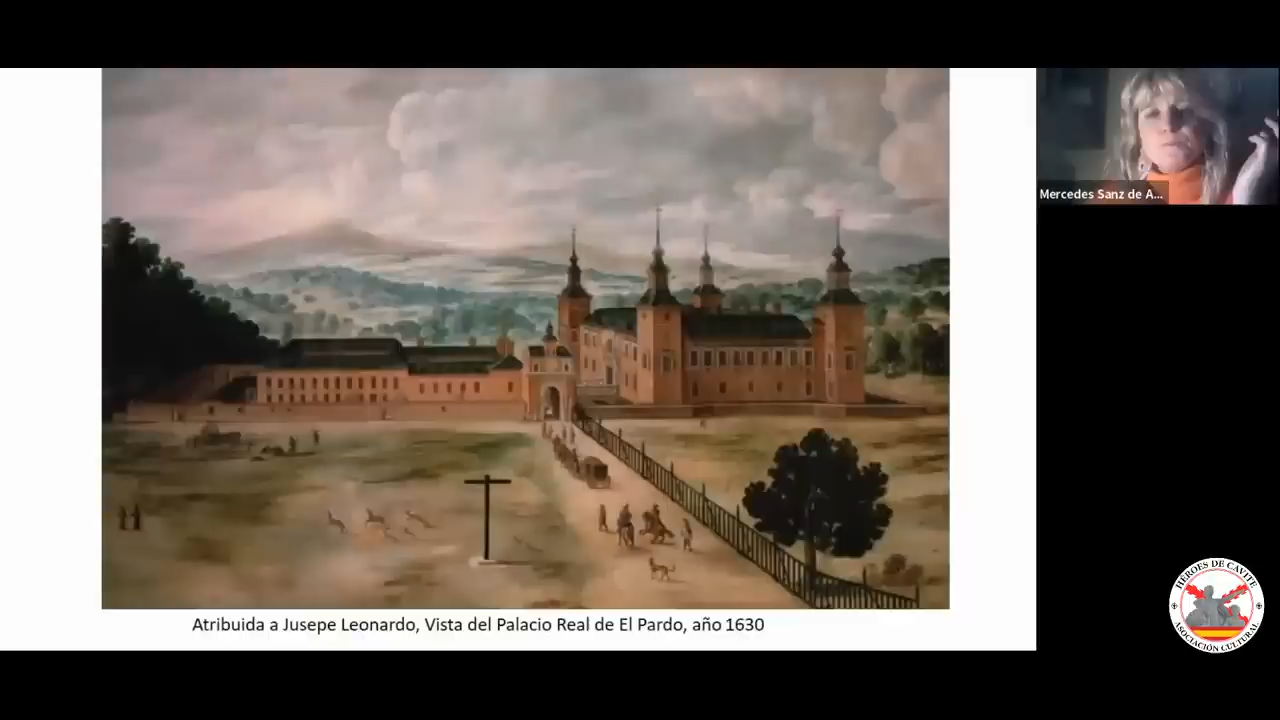 Mercedes Sanz de A...
Atribuida a Jusepe Leonardo, Vista del Palacio Real de El Pardo, año 1630
HÉROES DE CAVITE
ASOCIACIÓN CULTURAL